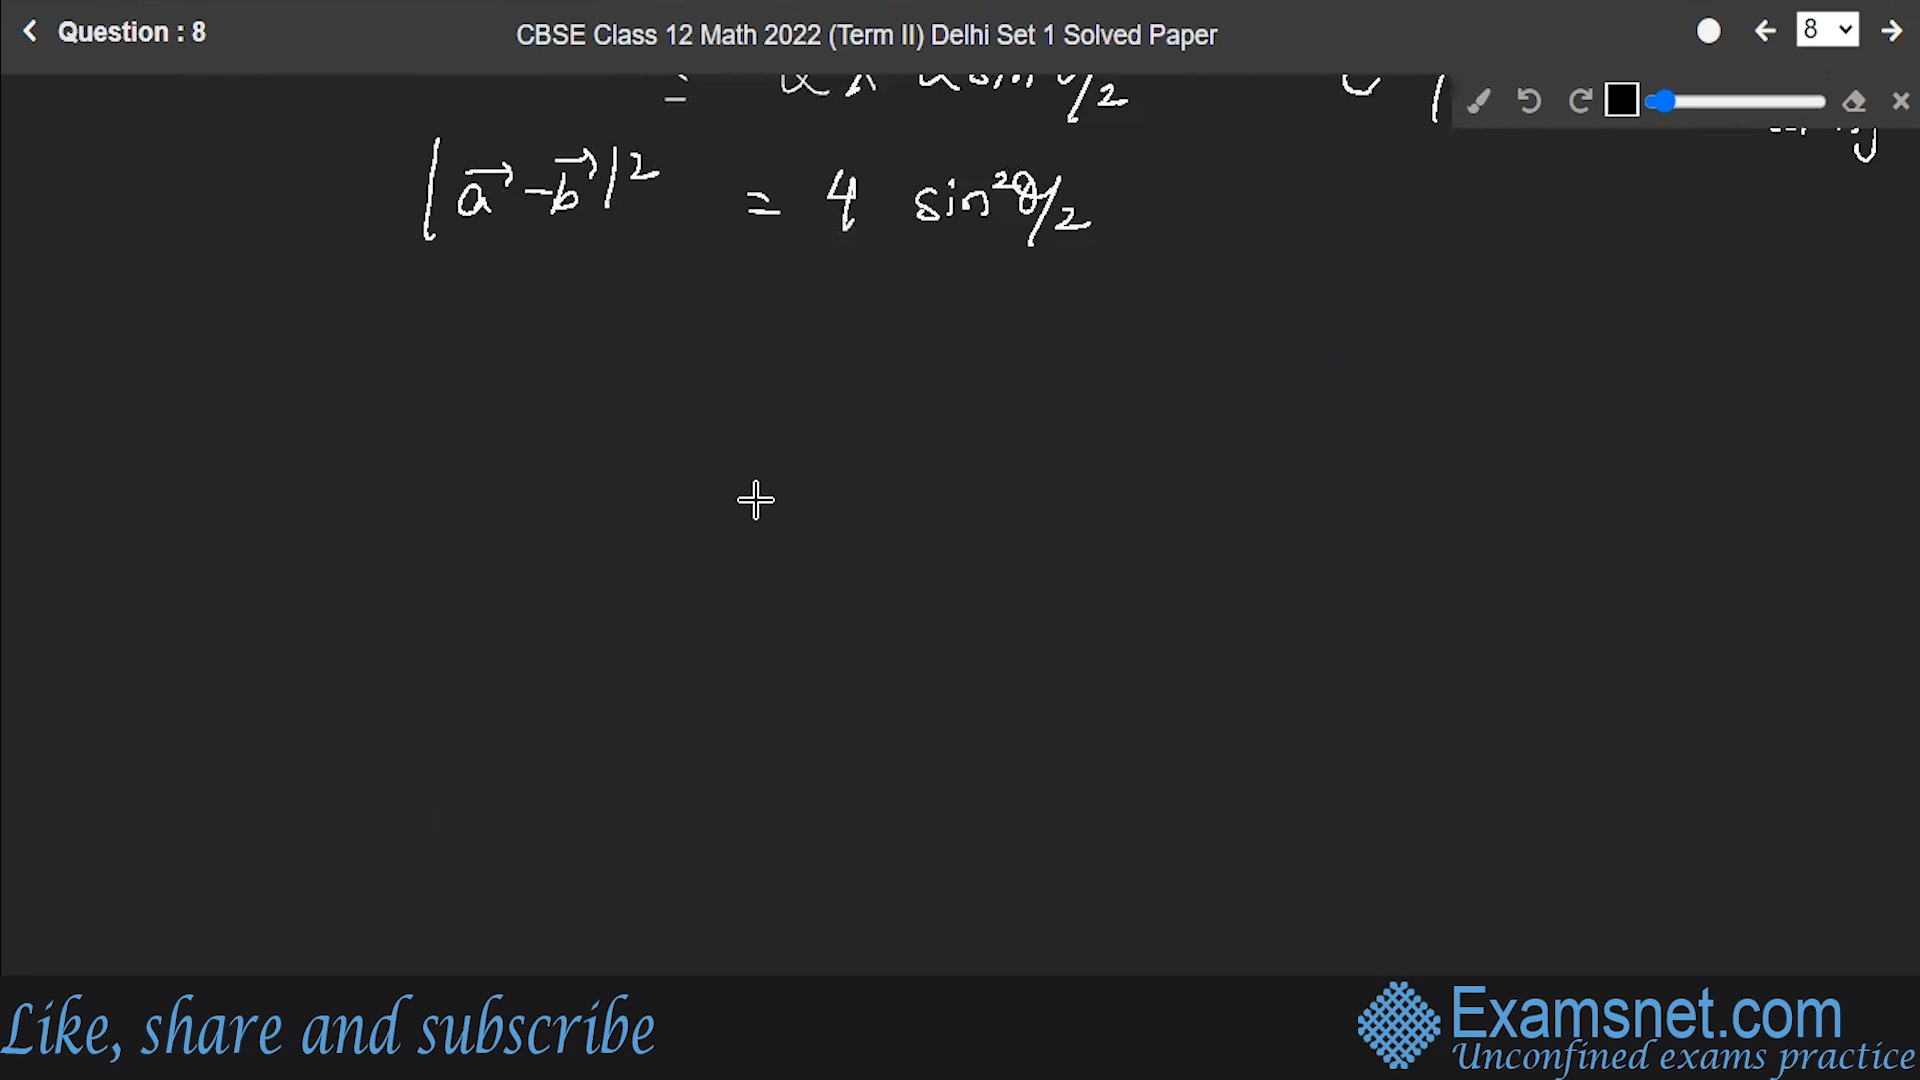 Question : 8
CBSE Class 12 Math 2022 (Term II) Delhi Set 1 Solved Paper
8
|a⃗ - b⃗|² = 4 sin²θ/2
Like, share and subscribe
Examsnet.com
Unconfined exams practice